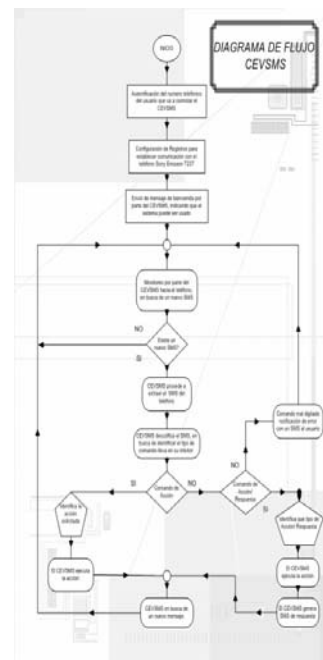 INICIO
DIAGRAMA DE FLUJO
CEVSMS
Autentificación del numero telefónico
del usuario que va a controlar el
CEVSMS
Configuración de Registros para
establecer comunicación con el
teléfono Sony Ericsson T227
Envío de mensaje de bienvenida por
parte del CEVSMS, indicando que el
sistema puede ser usado
Monitoreo por parte del
CEVSMS hacia el teléfono,
en busca de un nuevo SMS
NO
Existe un
nuevo SMS?
SI
CEVSMS procede a
extraer el SMS del
teléfono
CEVSMS decodifica el SMS, en
busca de identificar el tipo de
comando lleva en su interior
Comando mal digitado
notificación de error
con un SMS al usuario
NO
SI
Comando de
Acción
NO
Comando de
Acción/
Respuesta
SI
Identifica la
acción
solicitada
Identifica que tipo de
Acción/ Respuesta
El CEVSMS ejecuta
la acción
El CEVSMS
ejecuta la acción
CEVSMS en busca de
un nuevo mensaje
El CEVSMS genera
SMS de respuesta